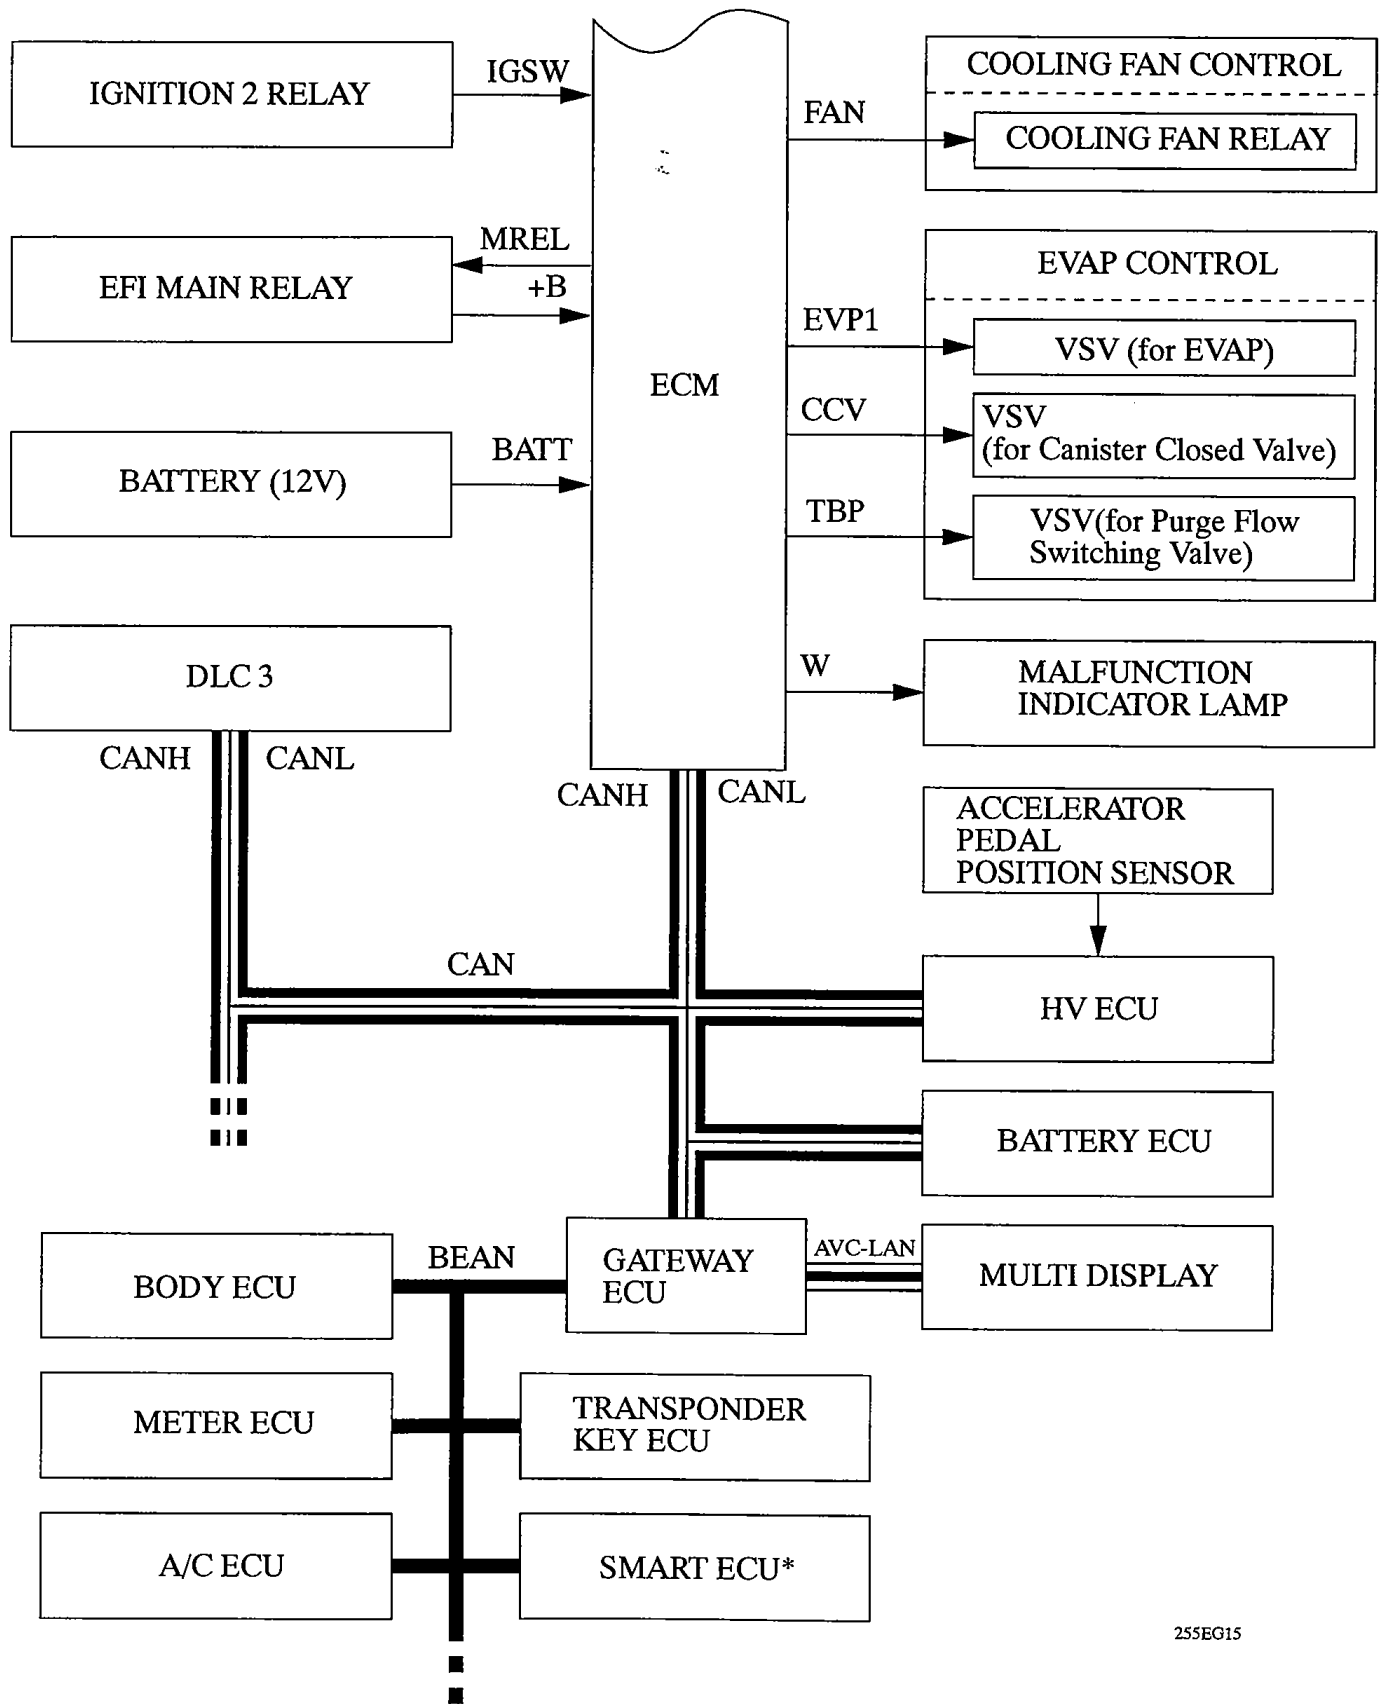 IGNITION 2 RELAY
IGSW
COOLING FAN CONTROL
FAN
COOLING FAN RELAY
EFI MAIN RELAY
MREL
+B
ECM
EVAP CONTROL
EVP1
VSV (for EVAP)
CCV
VSV
(for Canister Closed Valve)
BATTERY (12V)
BATT
TBP
VSV(for Purge Flow
Switching Valve)
DLC 3
W
MALFUNCTION
INDICATOR LAMP
CANH
CANL
CANH
CANL
ACCELERATOR
PEDAL
POSITION SENSOR
CAN
HV ECU
BATTERY ECU
BODY ECU
BEAN
GATEWAY
ECU
AVC-LAN
MULTI DISPLAY
METER ECU
TRANSPONDER
KEY ECU
A/C ECU
SMART ECU*
255EG15